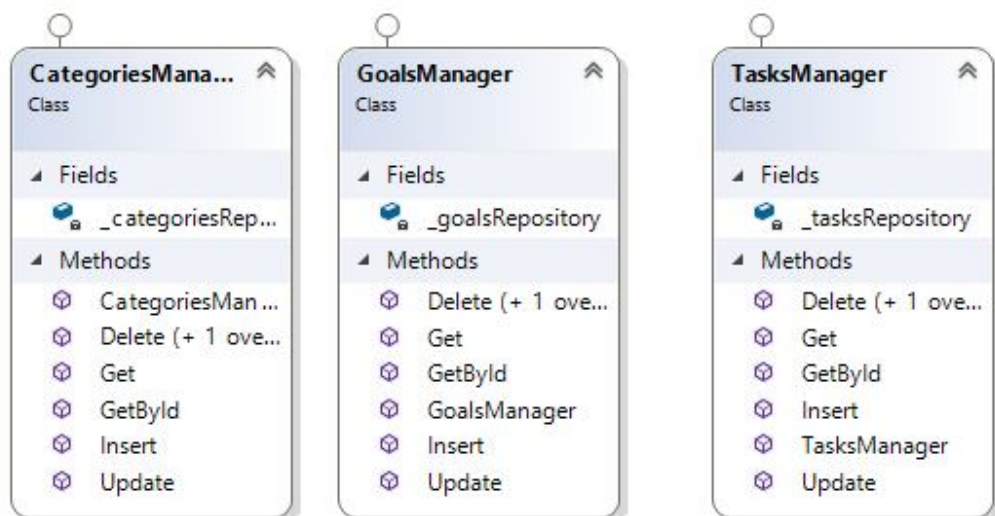 CategoriesMana...
Class
Fields
_categoriesRep...
Methods
CategoriesMan ...
Delete (+ 1 ove...
Get
GetById
Insert
Update
GoalsManager
Class
Fields
_goalsRepository
Methods
Delete (+ 1 ove...
Get
GetById
GoalsManager
Insert
Update
TasksManager
Class
Fields
_tasksRepository
Methods
Delete (+ 1 ove...
Get
GetById
Insert
TasksManager
Update